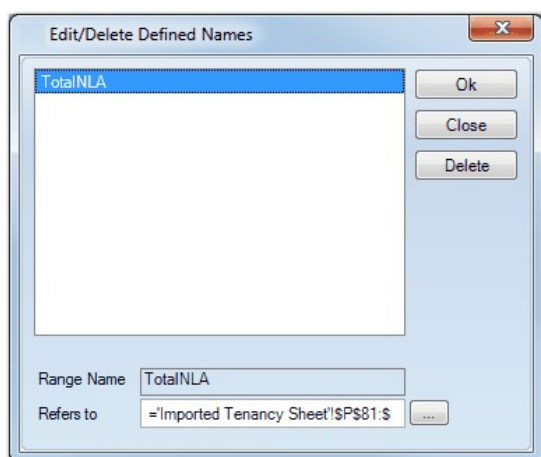 Edit/Delete Defined Names
TotalNLA
Ok
Close
Delete
Range Name TotalNLA
Refers to ='Imported Tenancy Sheet'!$P$81:$ ...